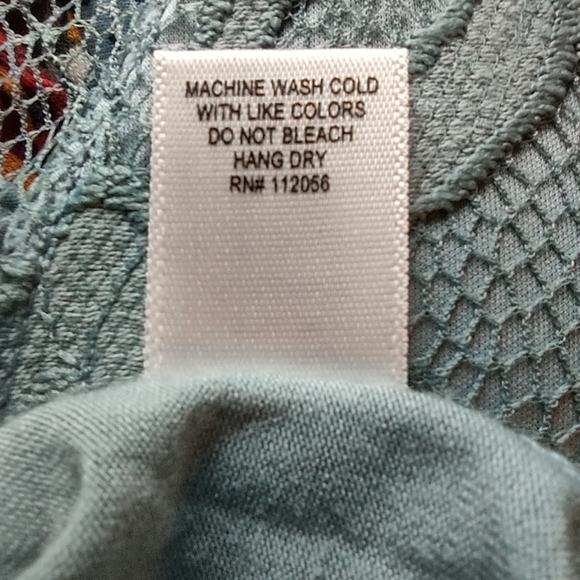 MACHINE WASH COLD
WITH LIKE COLORS
DO NOT BLEACH
HANG DRY
RN# 112056